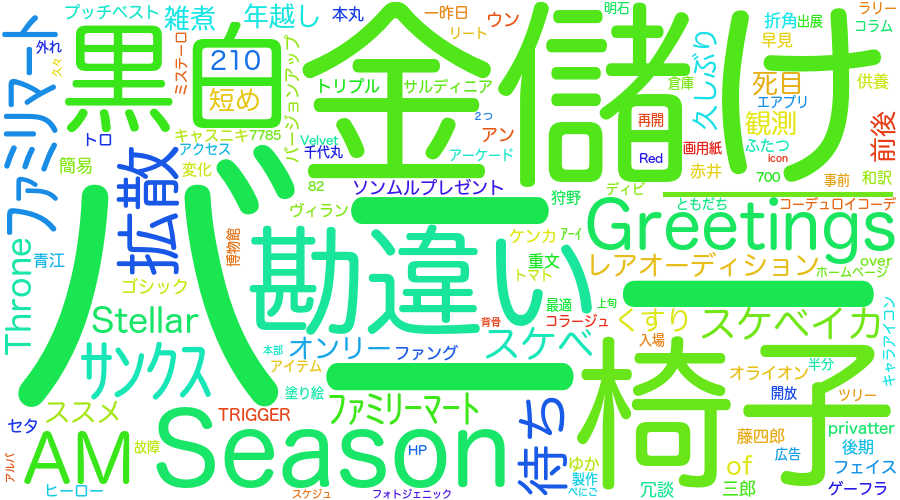 プッチベスト
雑煮
年越し
本丸
一昨日
ウン
明石
ラリー
折角
出展
コラム
外れ
久々
ファミリマート
黒
白
210
短め
ミステーロ
バージョンアップ
リート
トリプル
サルディニア
金儲け
倉庫
久しぶり
早見
死目
エアプリ
供養
観測
ふたつ
前後
トロ
キャスニキ
7785
アクセス
Velvet
千代丸
2つ
アン
アーケード
再開
Red
画用紙
icon
700
赤井
事前
和訳
簡易
変化
拡散
82
ソンムルプレゼント
狩野
ディビ
ともだち
コーデュロイコーデ
ヴィラン
バーニー
博物館
勘違い
ケンカ
アーイ
重文
トマト
Greetings
レアオーディション
over
ホームページ
Throne
青江
ゴシック
最適
上旬
コラージュ
背骨
Stellar
サンクス
オンリー
ファング
スケベ
くすり
入場
スケベイカ
キャラアイコン
本部
アイテム
塗り絵
オライオン
半分
開放
ツリー
椅子
ススメ
セタ
TRIGGER
ファミリーマート
待ち
藤四郎
privatter
AM
故障
Season
HP
広告
後期
アルパ
ゆか
製作
べにご
of
フェイス
ヒーロー
スケジュ
フォトジェニック
冗談
三郎
ゲーフラ